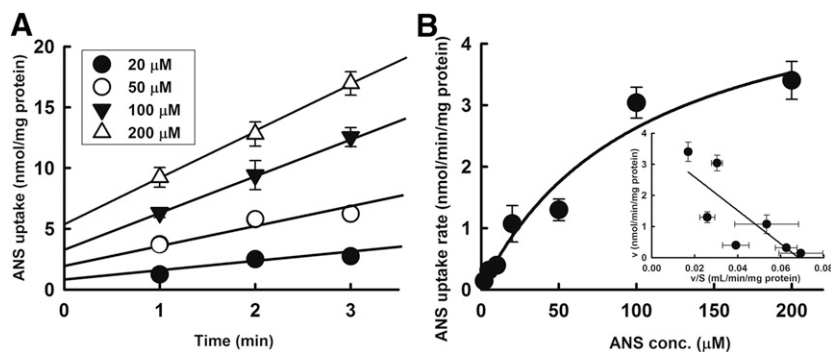 A
ANS uptake (nmol/mg protein)
20
15
10
5
0
20 μM
50 μM
100 μM
200 μM
0
1
2
3
Time (min)
B
ANS uptake rate (nmol/min/mg protein)
4
3
2
1
0
0
50
100
150
200
ANS conc. (μM)
v (nmol/min/mg protein)
4
3
2
1
0
0.00
0.02
0.04
0.06
0.08
v/S (mL/min/mg protein)